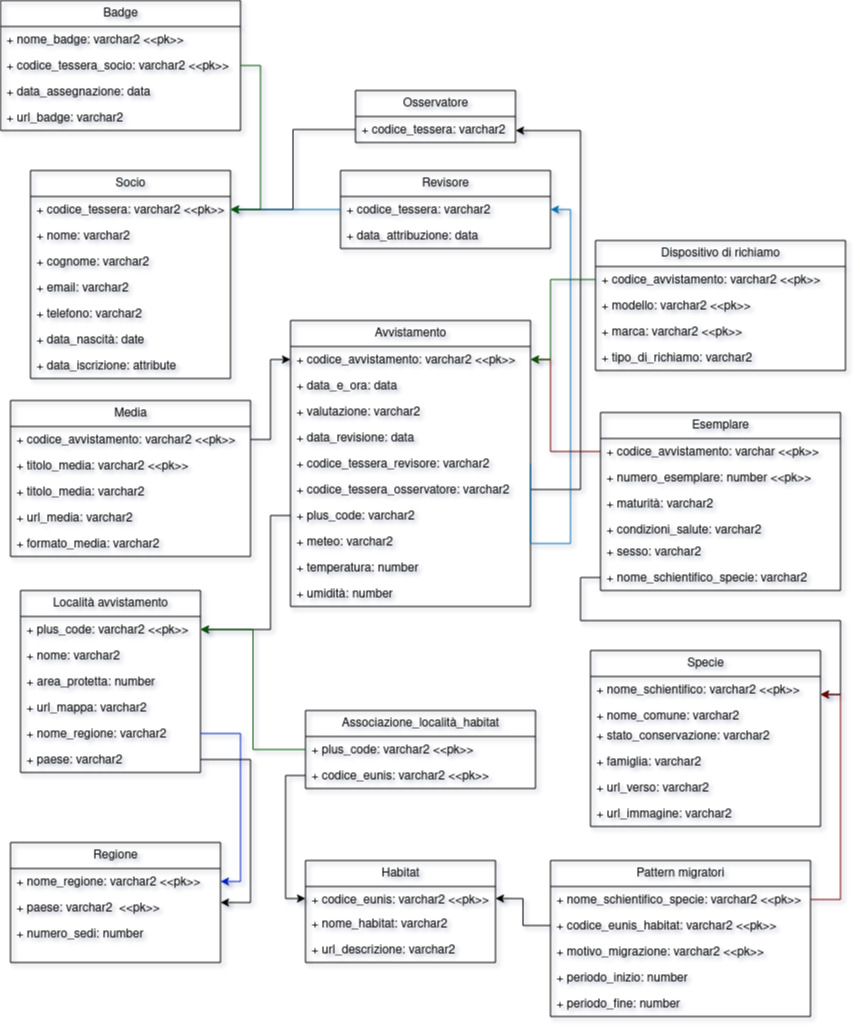 Badge
+ nome_badge: varchar2 <<pk>>
+ codice_tessera_socio: varchar2 <<pk>>
+ data_assegnazione: data
+ url_badge: varchar2
Osservatore
+ codice_tessera: varchar2
Socio
+ codice_tessera: varchar2 <<pk>>
+ nome: varchar2
+ cognome: varchar2
+ email: varchar2
+ telefono: varchar2
+ data_nascità: date
+ data_iscrizione: attribute
Revisore
+ codice_tessera: varchar2
+ data_attribuzione: data
Dispositivo di richiamo
+ codice_avvistamento: varchar2 <<pk>>
+ modello: varchar2 <<pk>>
+ marca: varchar2 <<pk>>
+ tipo_di_richiamo: varchar2
Avvistamento
+ codice_avvistamento: varchar2 <<pk>>
+ data_e_ora: data
+ valutazione: varchar2
+ data_revisione: data
+ codice_tessera_revisore: varchar2
+ codice_tessera_osservatore: varchar2
+ plus_code: varchar2
+ meteo: varchar2
+ temperatura: number
+ umidità: number
Media
+ codice_avvistamento: varchar2 <<pk>>
+ titolo_media: varchar2 <<pk>>
+ titolo_media: varchar2
+ url_media: varchar2
+ formato_media: varchar2
Esemplare
+ codice_avvistamento: varchar <<pk>>
+ numero_esemplare: number <<pk>>
+ maturità: varchar2
+ condizioni_salute: varchar2
+ sesso: varchar2
+ nome_schientifico_specie: varchar2
Località avvistamento
+ plus_code: varchar2 <<pk>>
+ nome: varchar2
+ area_protetta: number
+ url_mappa: varchar2
+ nome_regione: varchar2
+ paese: varchar2
Specie
+ nome_schientifico: varchar2 <<pk>>
+ nome_comune: varchar2
+ stato_conservazione: varchar2
+ famiglia: varchar2
+ url_verso: varchar2
+ url_immagine: varchar2
Associazione_località_habitat
+ plus_code: varchar2 <<pk>>
+ codice_eunis: varchar2 <<pk>>
Regione
+ nome_regione: varchar2 <<pk>>
+ paese: varchar2 <<pk>>
+ numero_sedi: number
Habitat
+ codice_eunis: varchar2 <<pk>>
+ nome_habitat: varchar2
+ url_descrizione: varchar2
Pattern migratori
+ nome_schientifico_specie: varchar2 <<pk>>
+ codice_eunis_habitat: varchar2 <<pk>>
+ motivo_migrazione: varchar2 <<pk>>
+ periodo_inizio: number
+ periodo_fine: number